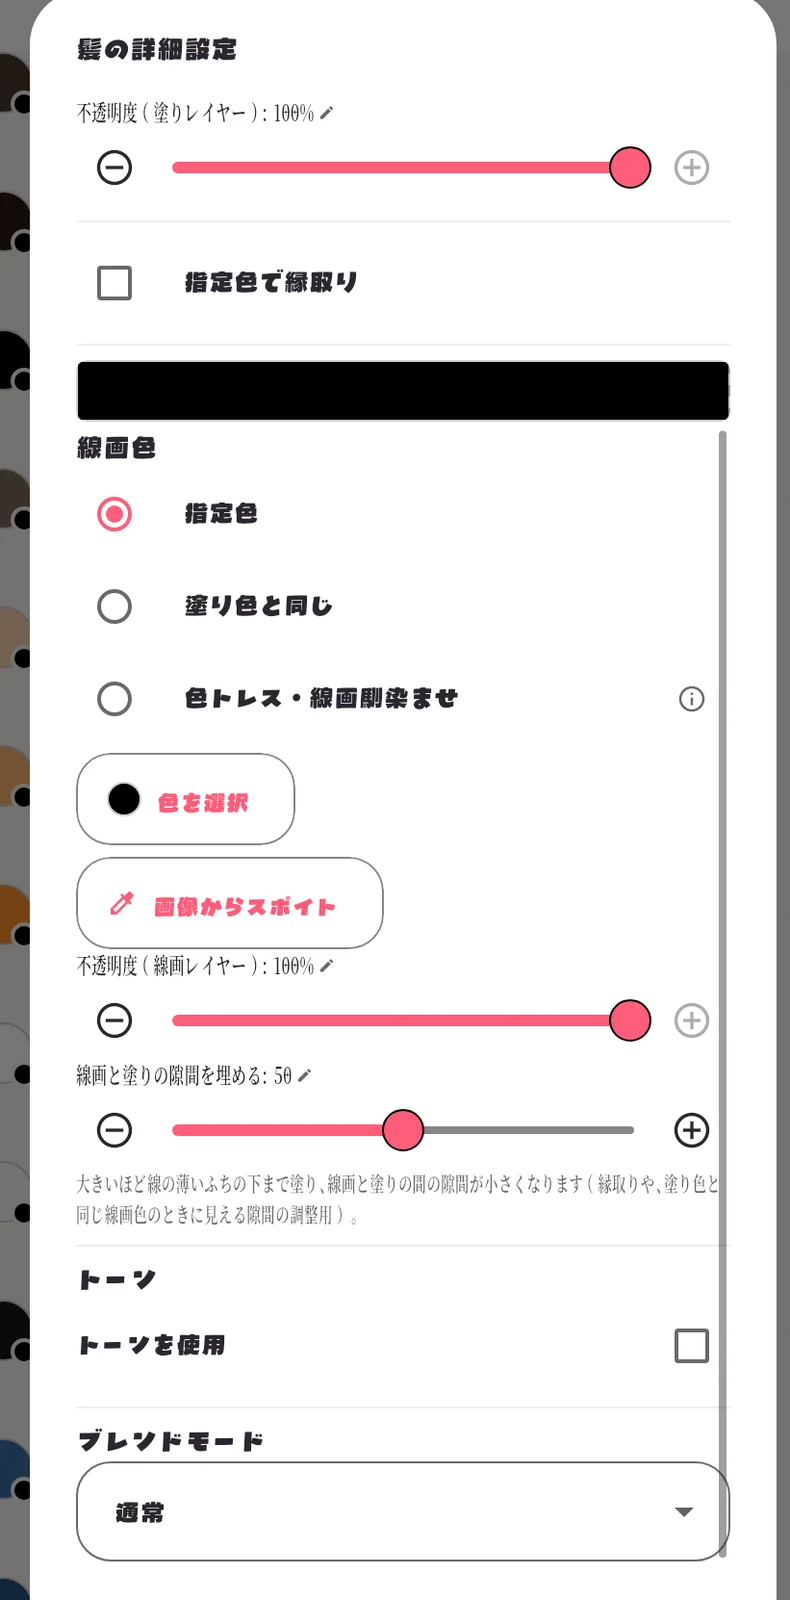 髪の詳細設定
不透明度 ( 塗りレイヤー ) : 100%
指定色で縁取り
線画色
指定色
塗り色と同じ
色トレス・線画馴染ませ
色を選択
画像からスポイト
不透明度 ( 線画レイヤー ) : 100%
線画と塗りの隙間を埋める: 50
大きいほど線の薄いふちの下まで塗り、線画と塗りの間の隙間が小さくなります ( 縁取りや、塗り色と
同じ線画色のときに見える隙間の調整用 ) 。
トーン
トーンを使用
ブレンドモード
通常